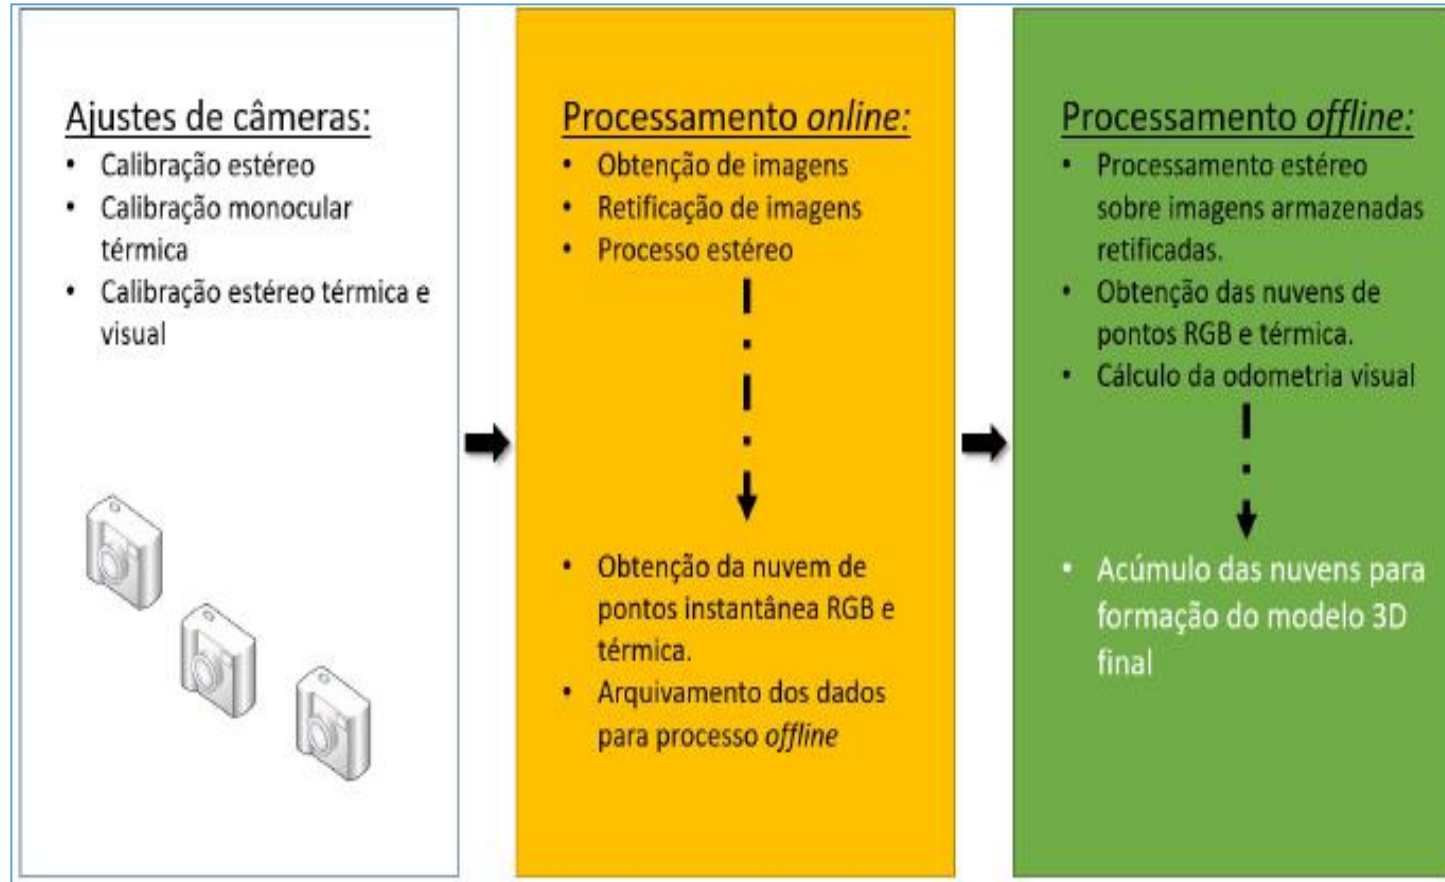 Ajustes de câmeras:
• Calibração estéreo
• Calibração monocular
térmica
• Calibração estéreo térmica e
visual
Processamento online:
• Obtenção de imagens
• Retificação de imagens
• Processo estéreo
• Obtenção da nuvem de
pontos instantânea RGB e
térmica.
• Arquivamento dos dados
para processo offline
Processamento offline:
• Processamento estéreo
sobre imagens armazenadas
retificadas.
• Obtenção das nuvens de
pontos RGB e térmica.
• Cálculo da odometria visual
• Acúmulo das nuvens para
formação do modelo 3D
final